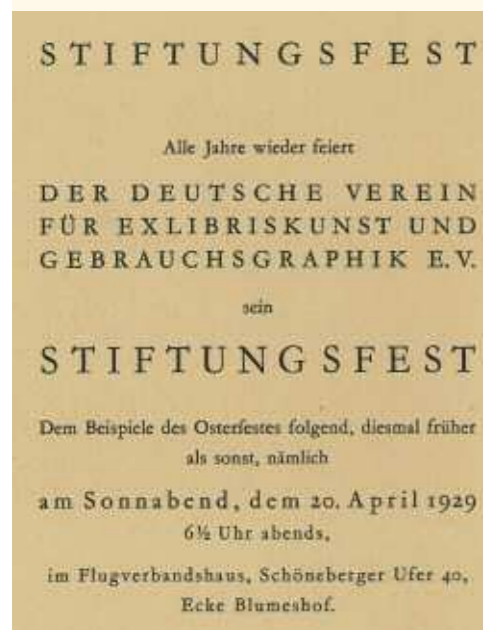 STIFTUNGSFEST
Alle Jahre wieder feiert
DER DEUTSCHE VEREIN
FÜR EXLIBRISKUNST UND
GEBRAUCHSGRAPHIK E.V.
sein
STIFTUNGSFEST
Dem Beispiele des Osterfestes folgend, diesmal früher
als sonst, nämlich
am Sonnabend, dem 20. April 1929
6½ Uhr abends,
im Flugverbandshaus, Schöneberger Ufer 40,
Ecke Blumeshof.